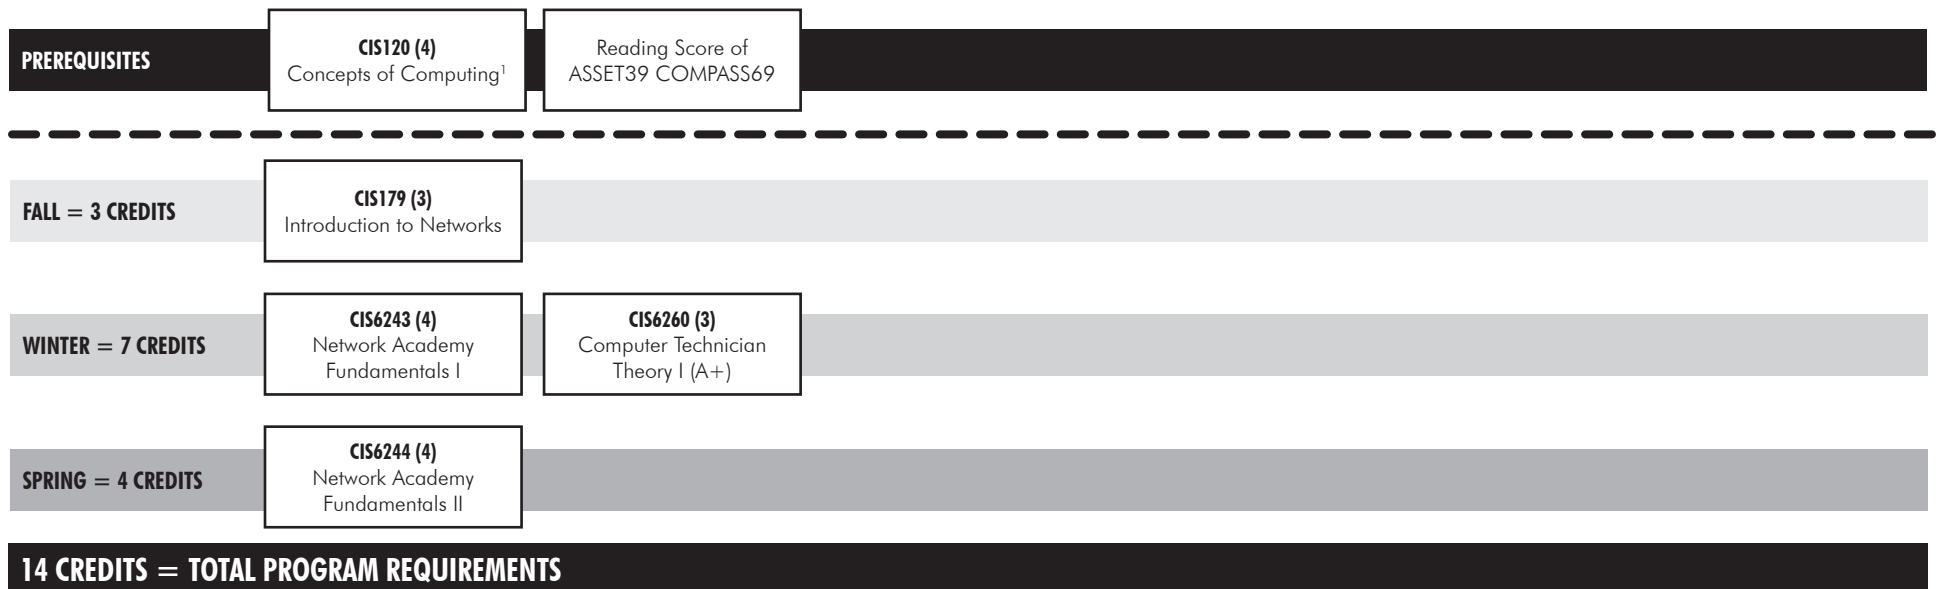 PREREQUISITES
CIS120 (4)
Concepts of Computing¹
Reading Score of
ASSET39 COMPASS69
FALL = 3 CREDITS
CIS179 (3)
Introduction to Networks
WINTER = 7 CREDITS
CIS6243 (4)
Network Academy
Fundamentals I
CIS6260 (3)
Computer Technician
Theory I (A+)
SPRING = 4 CREDITS
CIS6244 (4)
Network Academy
Fundamentals II
14 CREDITS = TOTAL PROGRAM REQUIREMENTS